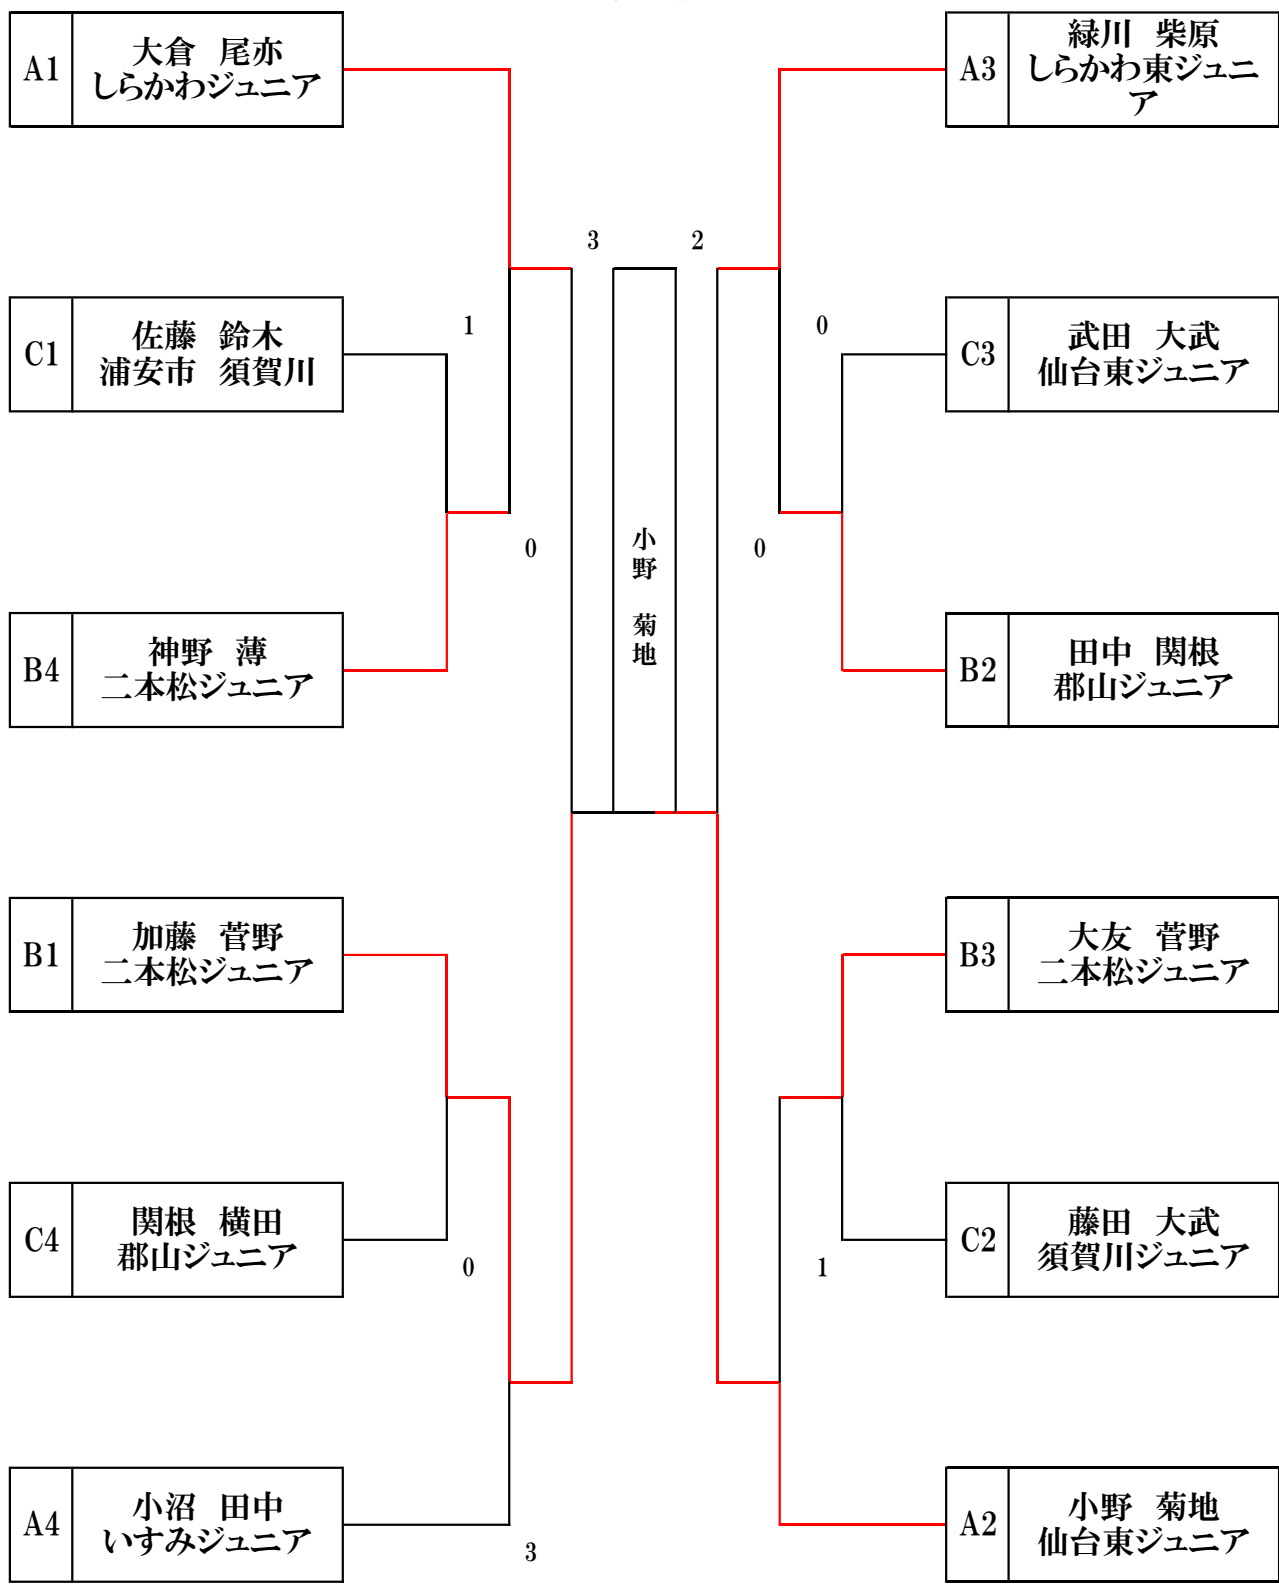 A1
大倉 尾亦
しらかわジュニア
C1
佐藤 鈴木
浦安市 須賀川
B4
神野 薄
二本松ジュニア
B1
加藤 菅野
二本松ジュニア
C4
関根 横田
郡山ジュニア
A4
小沼 田中
いすみジュニア
1
0
0
3
3
2
小野 菊地
0
0
1
A3
緑川 柴原
しらかわ東ジュニ
ア
C3
武田 大武
仙台東ジュニア
B2
田中 関根
郡山ジュニア
B3
大友 菅野
二本松ジュニア
C2
藤田 大武
須賀川ジュニア
A2
小野 菊地
仙台東ジュニア